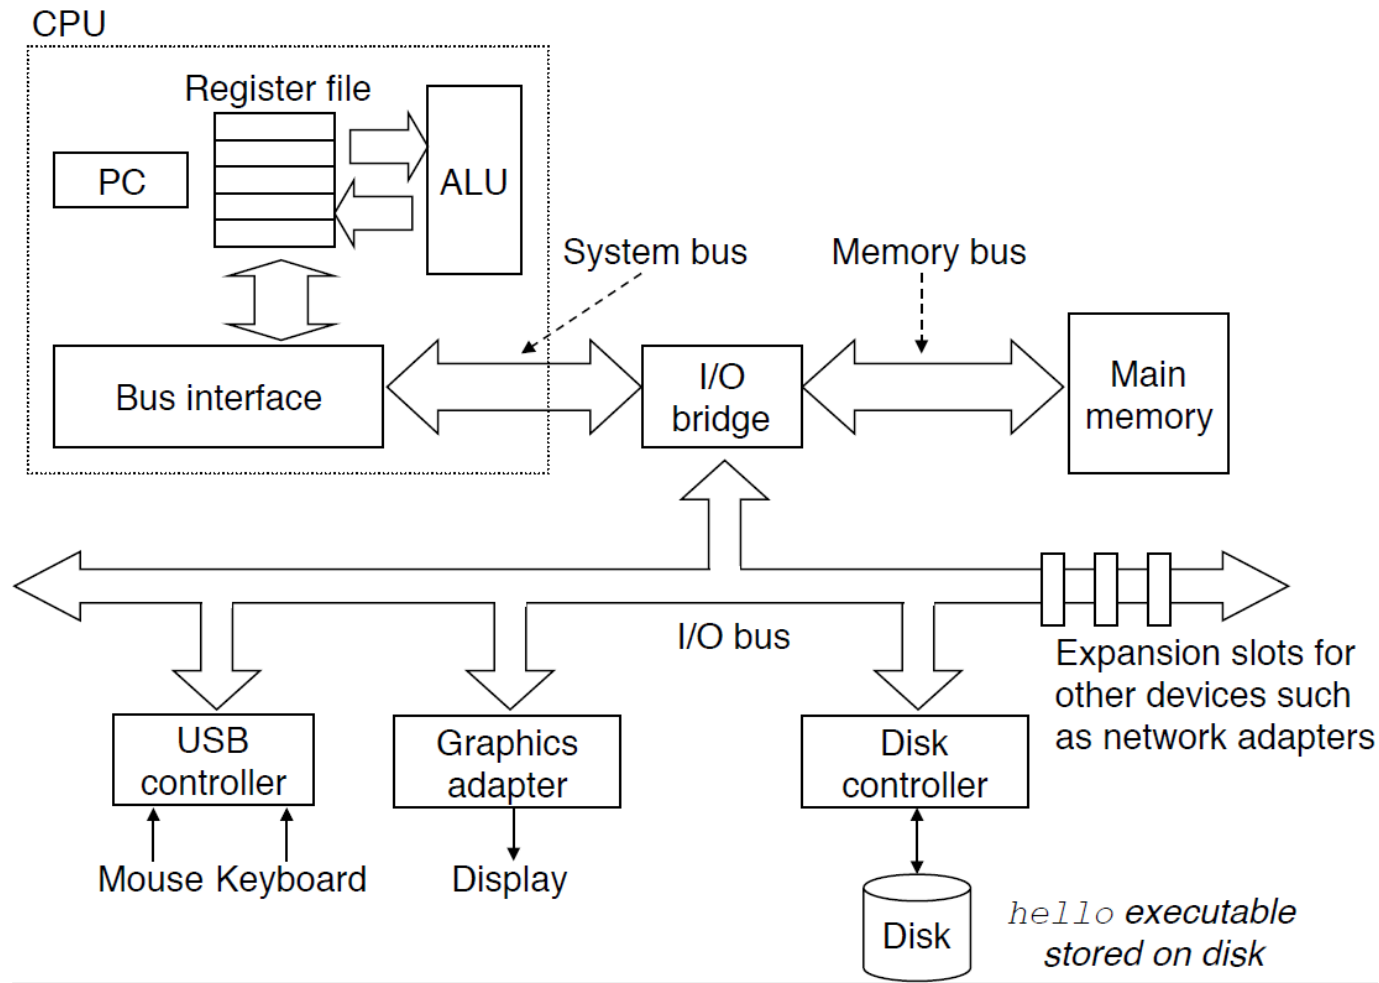 CPU
Register file
PC
ALU
System bus
Memory bus
Bus interface
I/O
bridge
Main
memory
I/O bus
Expansion slots for
other devices such
as network adapters
USB
controller
Graphics
adapter
Disk
controller
Mouse Keyboard
Display
Disk
hello executable
stored on disk